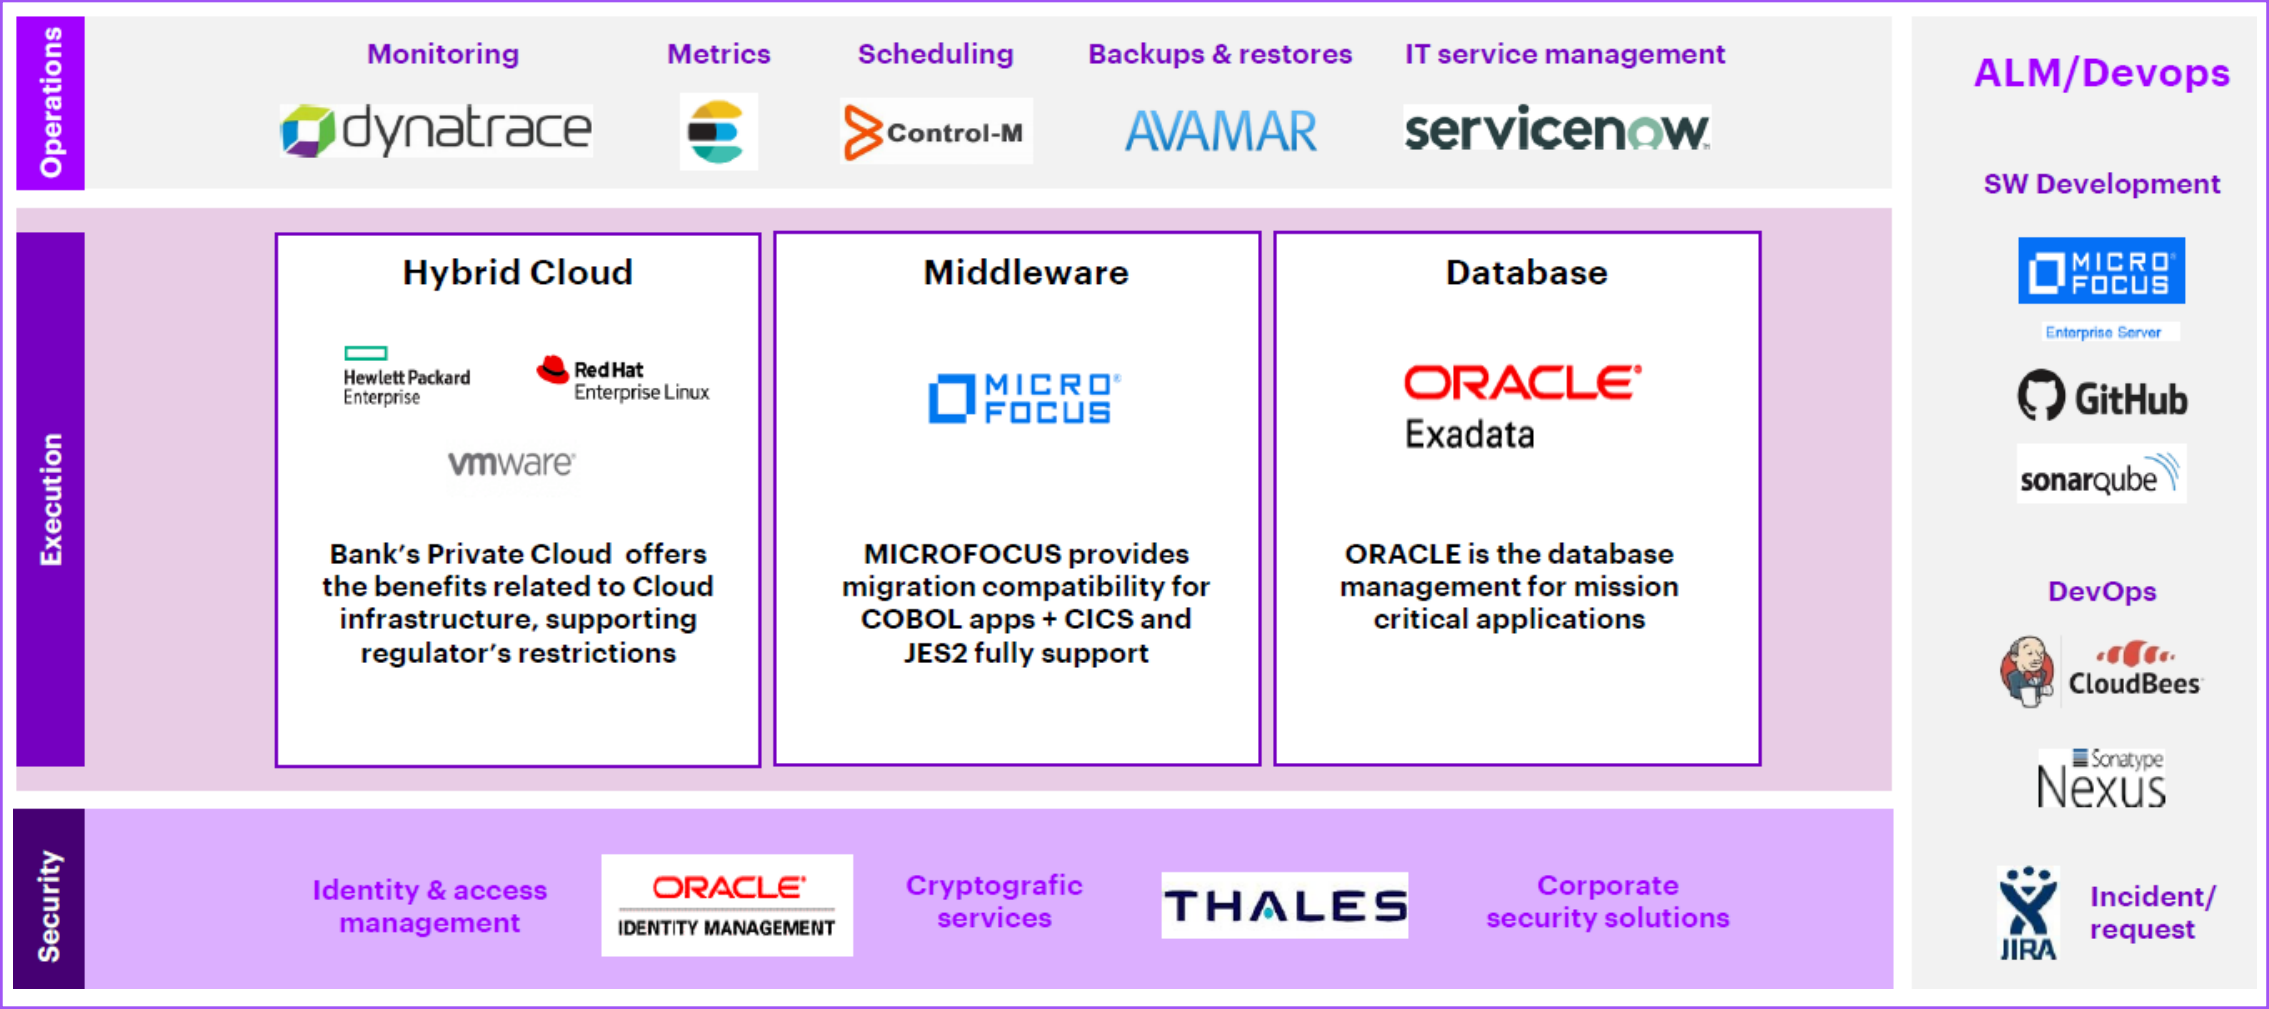 Operations
Monitoring
dynatrace
Metrics
Scheduling
Control-M
Backups & restores
AVAMAR
IT service management
servicenow
Execution
Hybrid Cloud
Hewlett Packard
Enterprise
Red Hat
Enterprise Linux
vmware®
Bank's Private Cloud offers
the benefits related to Cloud
infrastructure, supporting
regulator's restrictions
Middleware
MICRO®
FOCUS
MICROFOCUS provides
migration compatibility for
COBOL apps + CICS and
JES2 fully support
Database
ORACLE®
Exadata
ORACLE is the database
management for mission
critical applications
Security
Identity & access
management
ORACLE®
IDENTITY MANAGEMENT
Cryptografic
services
THALES
Corporate
security solutions
ALM/Devops
SW Development
MICRO®
FOCUS
Enterprise Server
GitHub
sonarqube
DevOps
CloudBees
Sonatype
Nexus
JIRA
Incident/
request